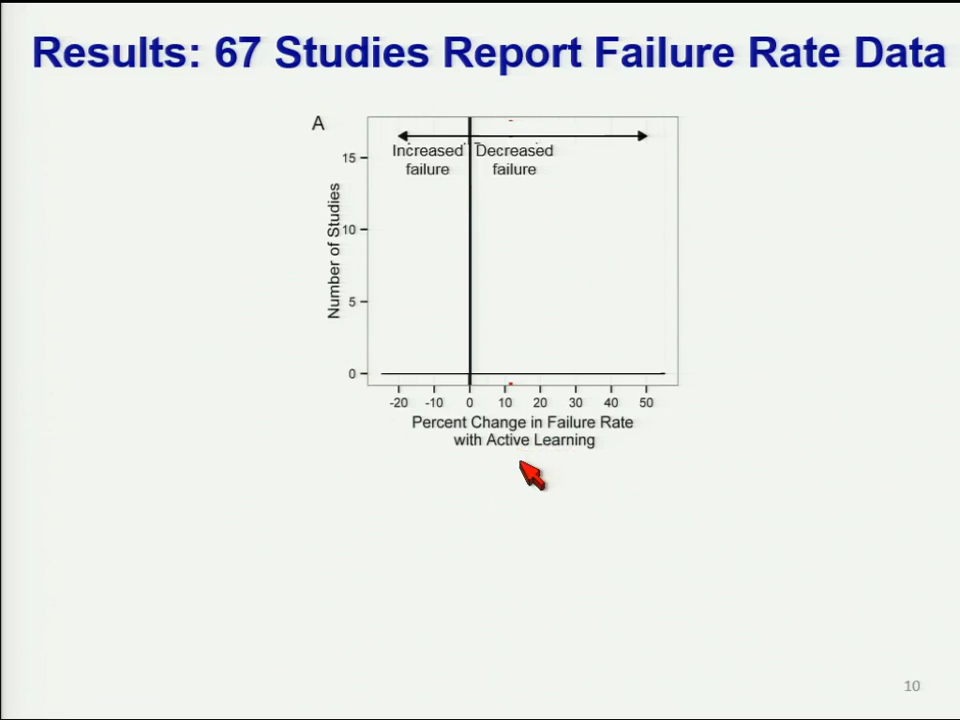 Results: 67 Studies Report Failure Rate Data
A
Increased Decreased
failure failure
15
10
5
0
Number of Studies
-20 -10 0 10 20 30 40 50
Percent Change in Failure Rate
with Active Learning
10